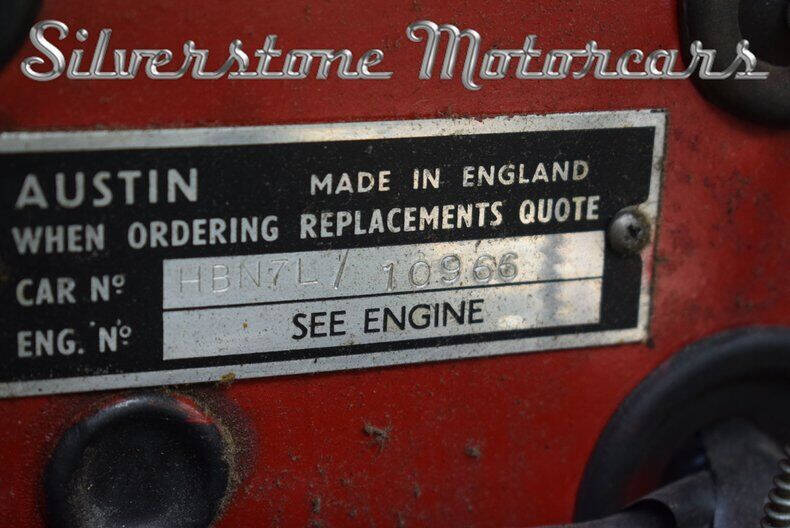 Silverstone Motorcars
AUSTIN MADE IN ENGLAND
WHEN ORDERING REPLACEMENTS QUOTE
CAR Nº HBN7L/ 10966
ENG. Nº SEE ENGINE